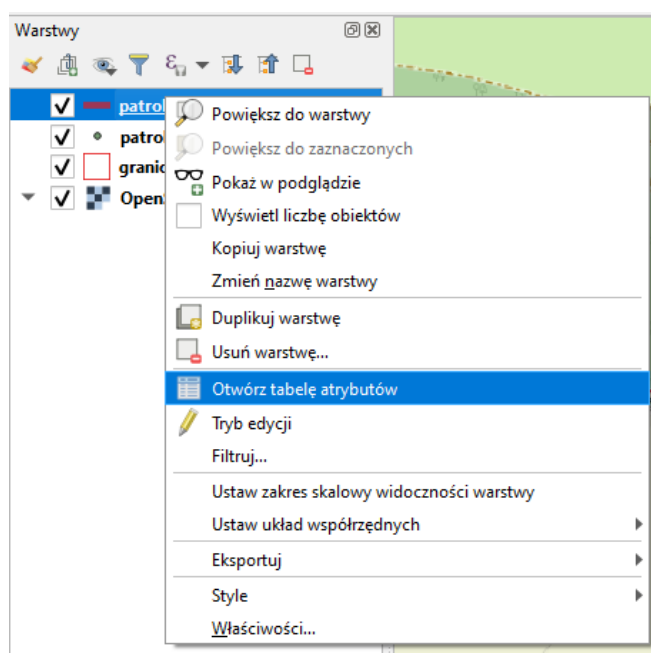 Warstwy
patrol
Powiększ do warstwy
patrol
Powiększ do zaznaczonych
granic
Pokaż w podglądzie
Open
Wyświetl liczbę obiektów
Kopiuj warstwę
Zmień nazwę warstwy
Duplikuj warstwę
Usuń warstwę...
Otwórz tabelę atrybutów
Tryb edycji
Filtruj...
Ustaw zakres skalowy widoczności warstwy
Ustaw układ współrzędnych
Eksportuj
Style
Właściwości...